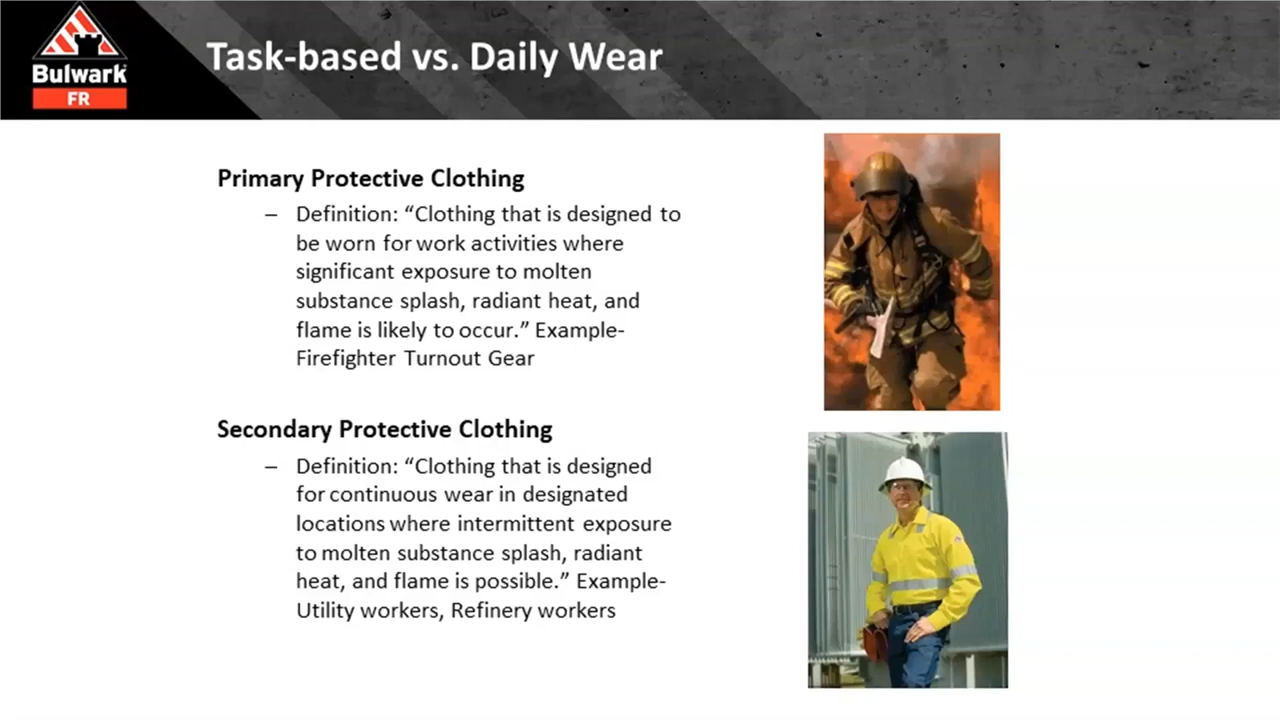 Bulwark
FR
Task-based vs. Daily Wear
Primary Protective Clothing
– Definition: “Clothing that is designed to
be worn for work activities where
significant exposure to molten
substance splash, radiant heat, and
flame is likely to occur.” Example-
Firefighter Turnout Gear
Secondary Protective Clothing
– Definition: “Clothing that is designed
for continuous wear in designated
locations where intermittent exposure
to molten substance splash, radiant
heat, and flame is possible.” Example-
Utility workers, Refinery workers